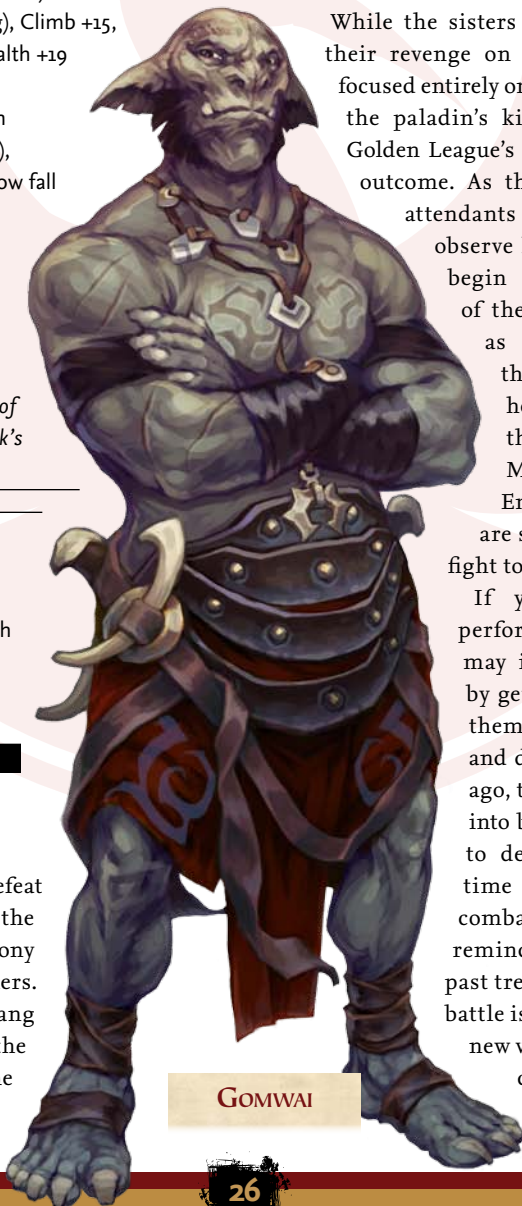 ), Climb +15,
alth +19
),
ow fall
of
k's
efeat
the
ony
ers.
ang
the
While the sisters
their revenge on
focused entirely on
the paladin's ki
Golden League's
outcome. As th
attendants
observe
begin
of the
as
th
he
th
M
En
are s
fight to
If y
perfor
may i
by ge
them
and d
ago, t
into b
to de
time
comba
remind
past tre
battle is
new v
GOMWAI
26